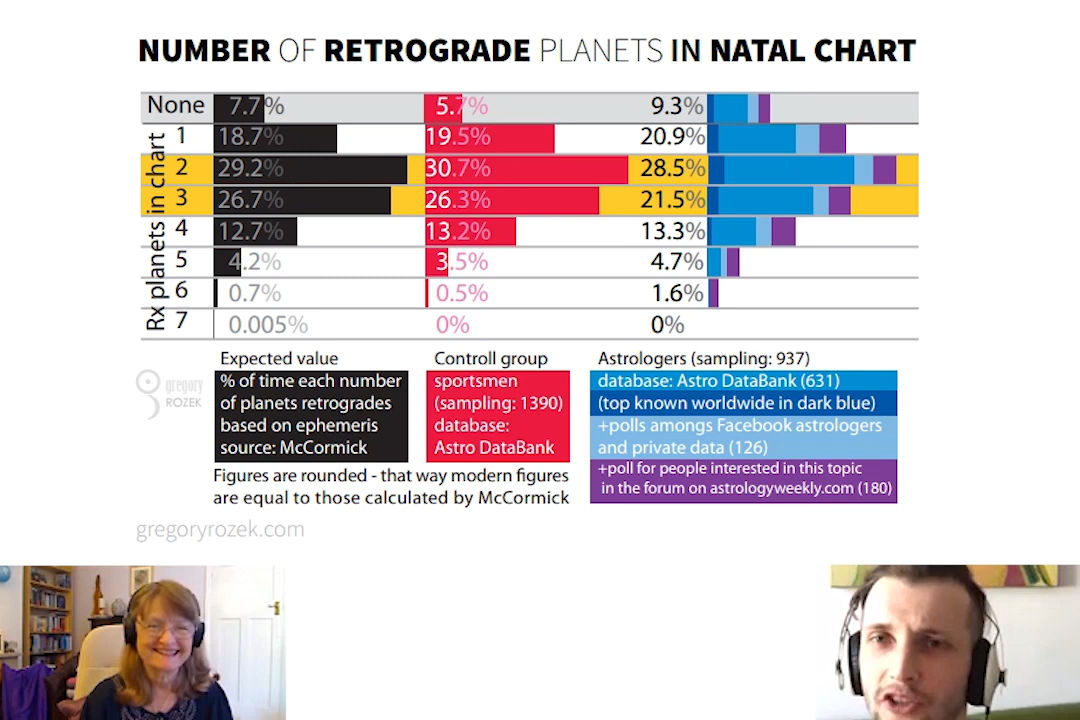 NUMBER OF RETROGRADE PLANETS IN NATAL CHART
None 7.7% 5.7% 9.3%
1 18.7% 19.5% 20.9%
2 29.2% 30.7% 28.5%
3 26.7% 26.3% 21.5%
4 12.7% 13.2% 13.3%
5 4.2% 3.5% 4.7%
6 0.7% 0.5% 1.6%
7 0.005% 0% 0%
Rx planets in chart
Expected value
% of time each number
of planets retrogrades
based on ephemeris
source: McCormick
Controll group
sportsmen
(sampling: 1390)
database:
Astro DataBank
Astrologers (sampling: 937)
database: Astro DataBank (631)
(top known worldwide in dark blue)
+polls amongs Facebook astrologers
and private data (126)
+poll for people interested in this topic
in the forum on astrologyweekly.com (180)
Figures are rounded - that way modern figures
are equal to those calculated by McCormick
gregory
ROZEK
gregoryrozek.com